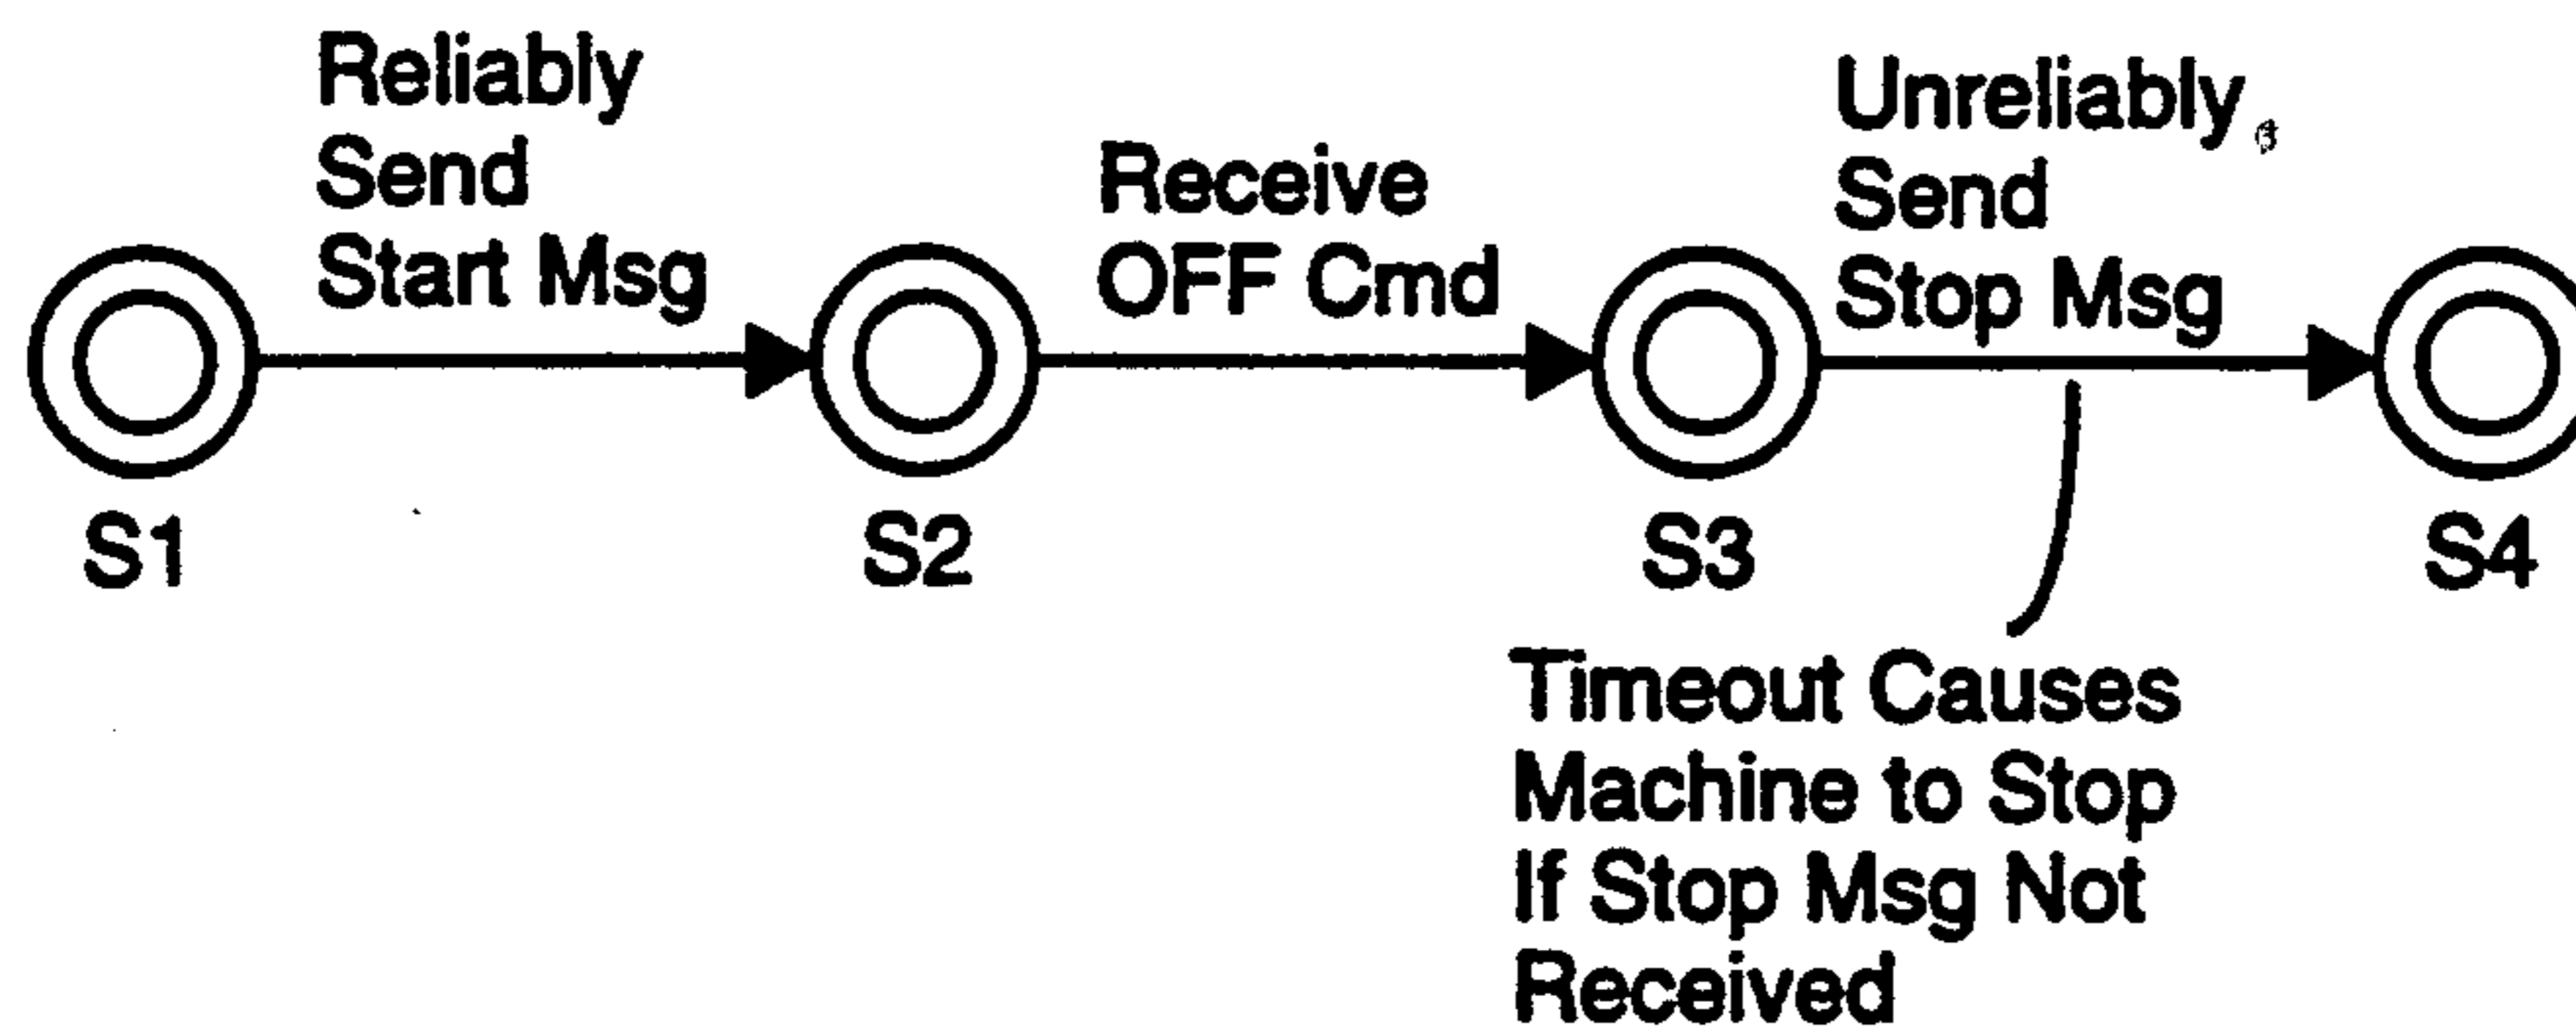 Reliably
Send
Start Msg
Receive
OFF Cmd
Unreliably
Send
Stop Msg
S1
S2
S3
S4
Timeout Causes
Machine to Stop
If Stop Msg Not
Received